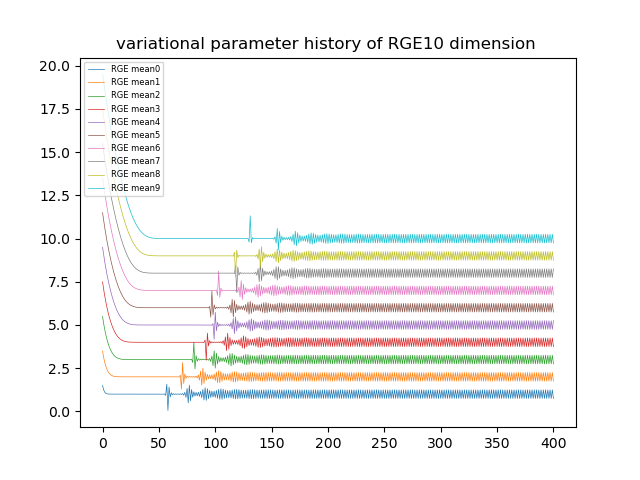 variational parameter history of RGE10 dimension
20.0
17.5
15.0
12.5
10.0
7.5
5.0
2.5
0.0
RGE mean0
RGE mean1
RGE mean2
RGE mean3
RGE mean4
RGE mean5
RGE mean6
RGE mean7
RGE mean8
RGE mean9
0 50 100 150 200 250 300 350 400